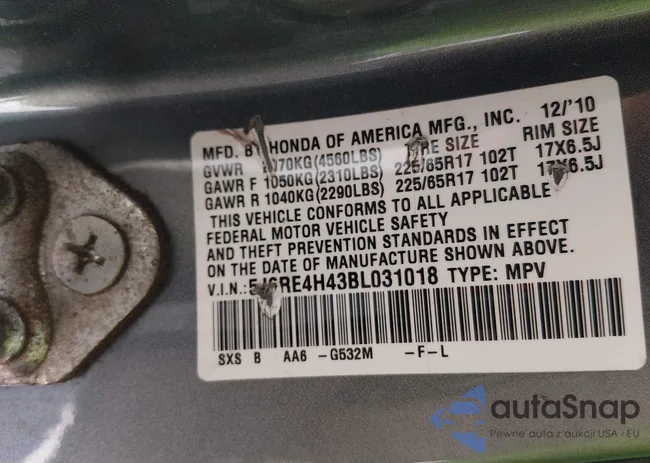 MFD. BY HONDA OF AMERICA MFG., INC. 12/'10
GVWR 2070KG(4560LBS) TIRE SIZE RIM SIZE
GAWR F 1050KG(2310LBS) 225/65R17 102T 17X6.5J
GAWR R 1040KG(2290LBS) 225/65R17 102T 17X6.5J
THIS VEHICLE CONFORMS TO ALL APPLICABLE
FEDERAL MOTOR VEHICLE SAFETY
AND THEFT PREVENTION STANDARDS IN EFFECT
ON THE DATE OF MANUFACTURE SHOWN ABOVE.
V.I.N.: 5J6RE4H43BL031018 TYPE: MPV
SXS B AA6 -G532M -F-L
autoSnap
Pewne auta z aukcji USA i EU